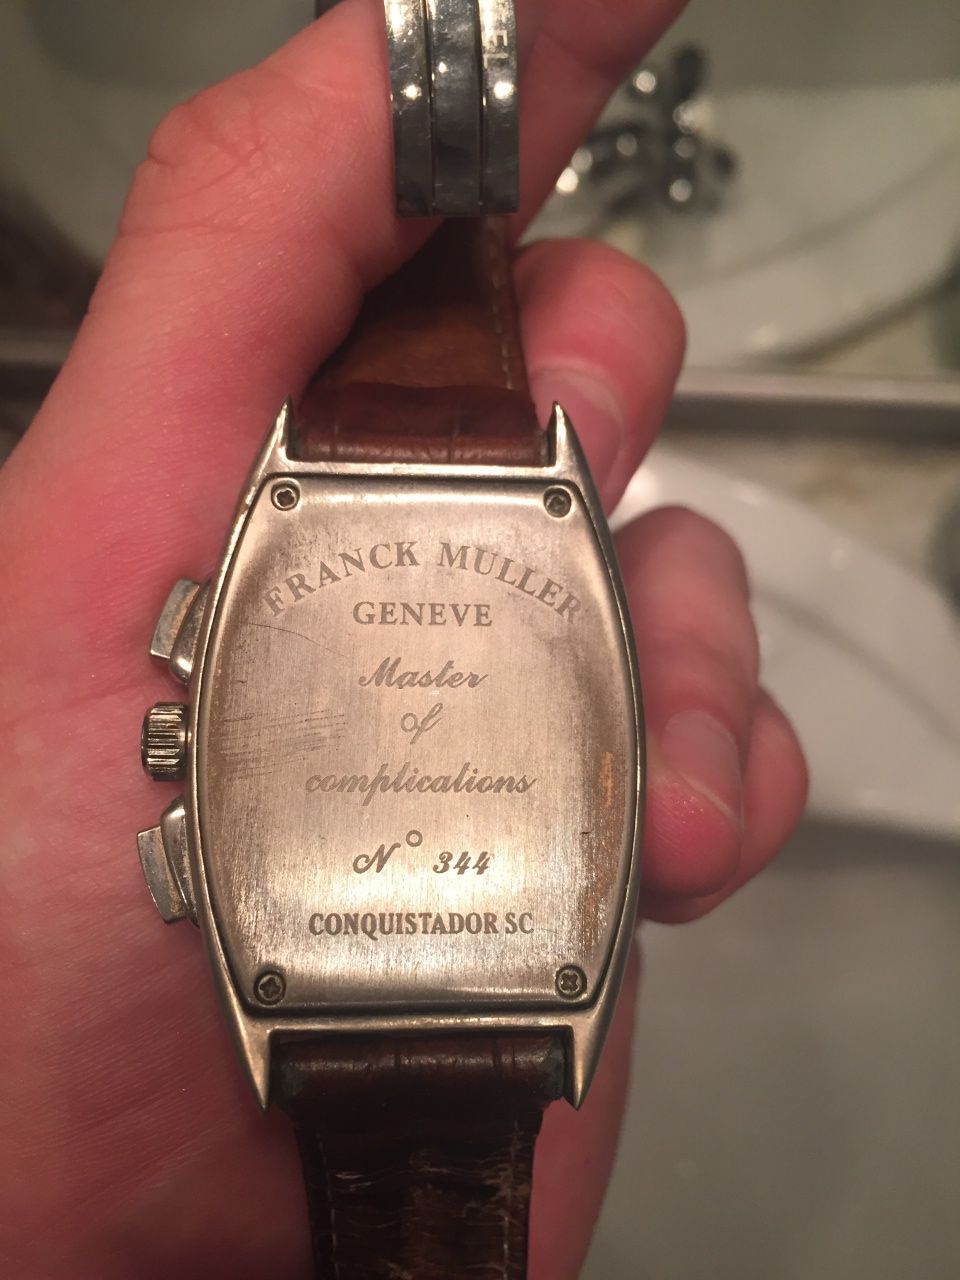 FRANCK MULLER
GENEVE
Master
of
complications
N° 344
CONQUISTADOR SC